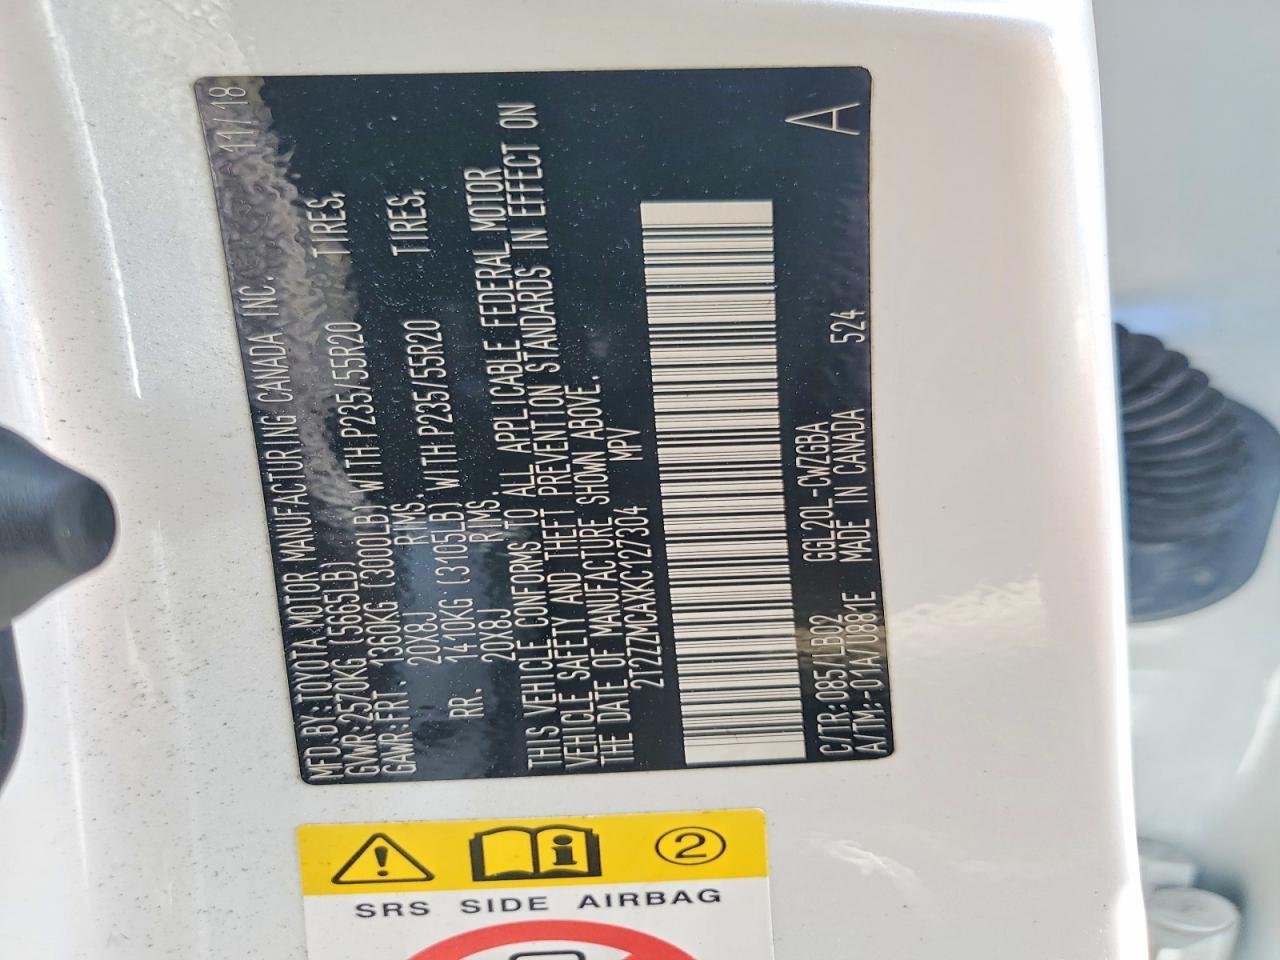 MFD.BY:TOYOTA MOTOR MANUFACTURING CANADA INC. 11/18
GVWR:2570KG (5665LB)
GAWR:FRT. 1360KG (3000LB) WITH P235/55R20 TIRES,
20X8J RIMS.
RR. 1410KG (3105LB) WITH P235/55R20 TIRES,
20X8J RIMS.
THIS VEHICLE CONFORMS TO ALL APPLICABLE FEDERAL MOTOR
VEHICLE SAFETY AND THEFT PREVENTION STANDARDS IN EFFECT ON
THE DATE OF MANUFACTURE SHOWN ABOVE.
2T2ZZMCAXKC127304 MPV
C/TR:085/LB02 GGL20L-CWZGBA
A/TM:-01A/U881E MADE IN CANADA 524 A
2
SRS SIDE AIRBAG